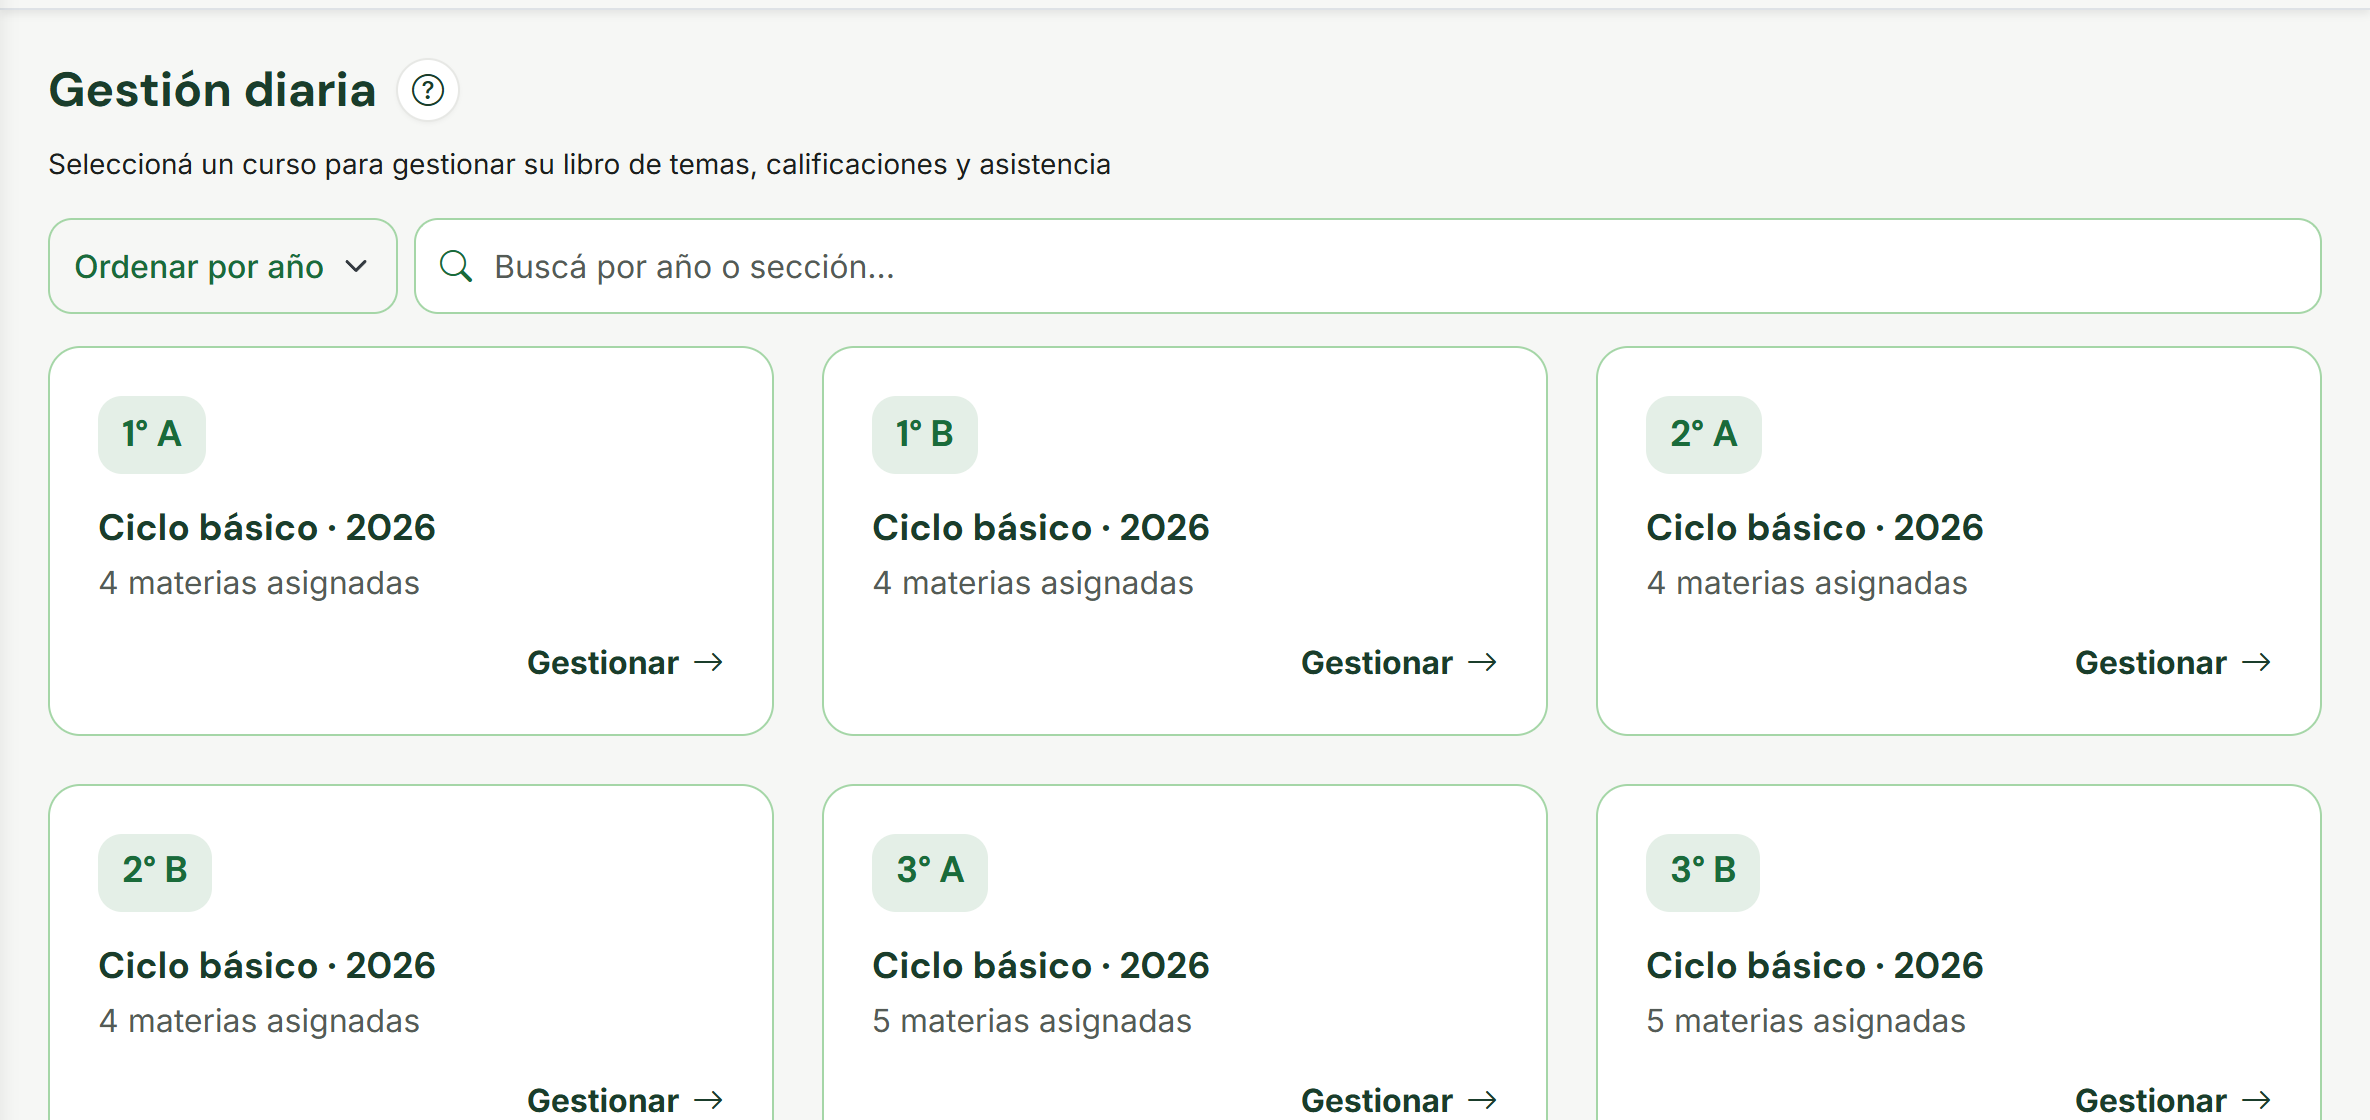 Gestión diaria
Seleccioná un curso para gestionar su libro de temas, calificaciones y asistencia
Ordenar por año
Buscá por año o sección...
1° A
Ciclo básico · 2026
4 materias asignadas
Gestionar →
1° B
Ciclo básico · 2026
4 materias asignadas
Gestionar →
2° A
Ciclo básico · 2026
4 materias asignadas
Gestionar →
2° B
Ciclo básico · 2026
4 materias asignadas
Gestionar →
3° A
Ciclo básico · 2026
5 materias asignadas
Gestionar →
3° B
Ciclo básico · 2026
5 materias asignadas
Gestionar →